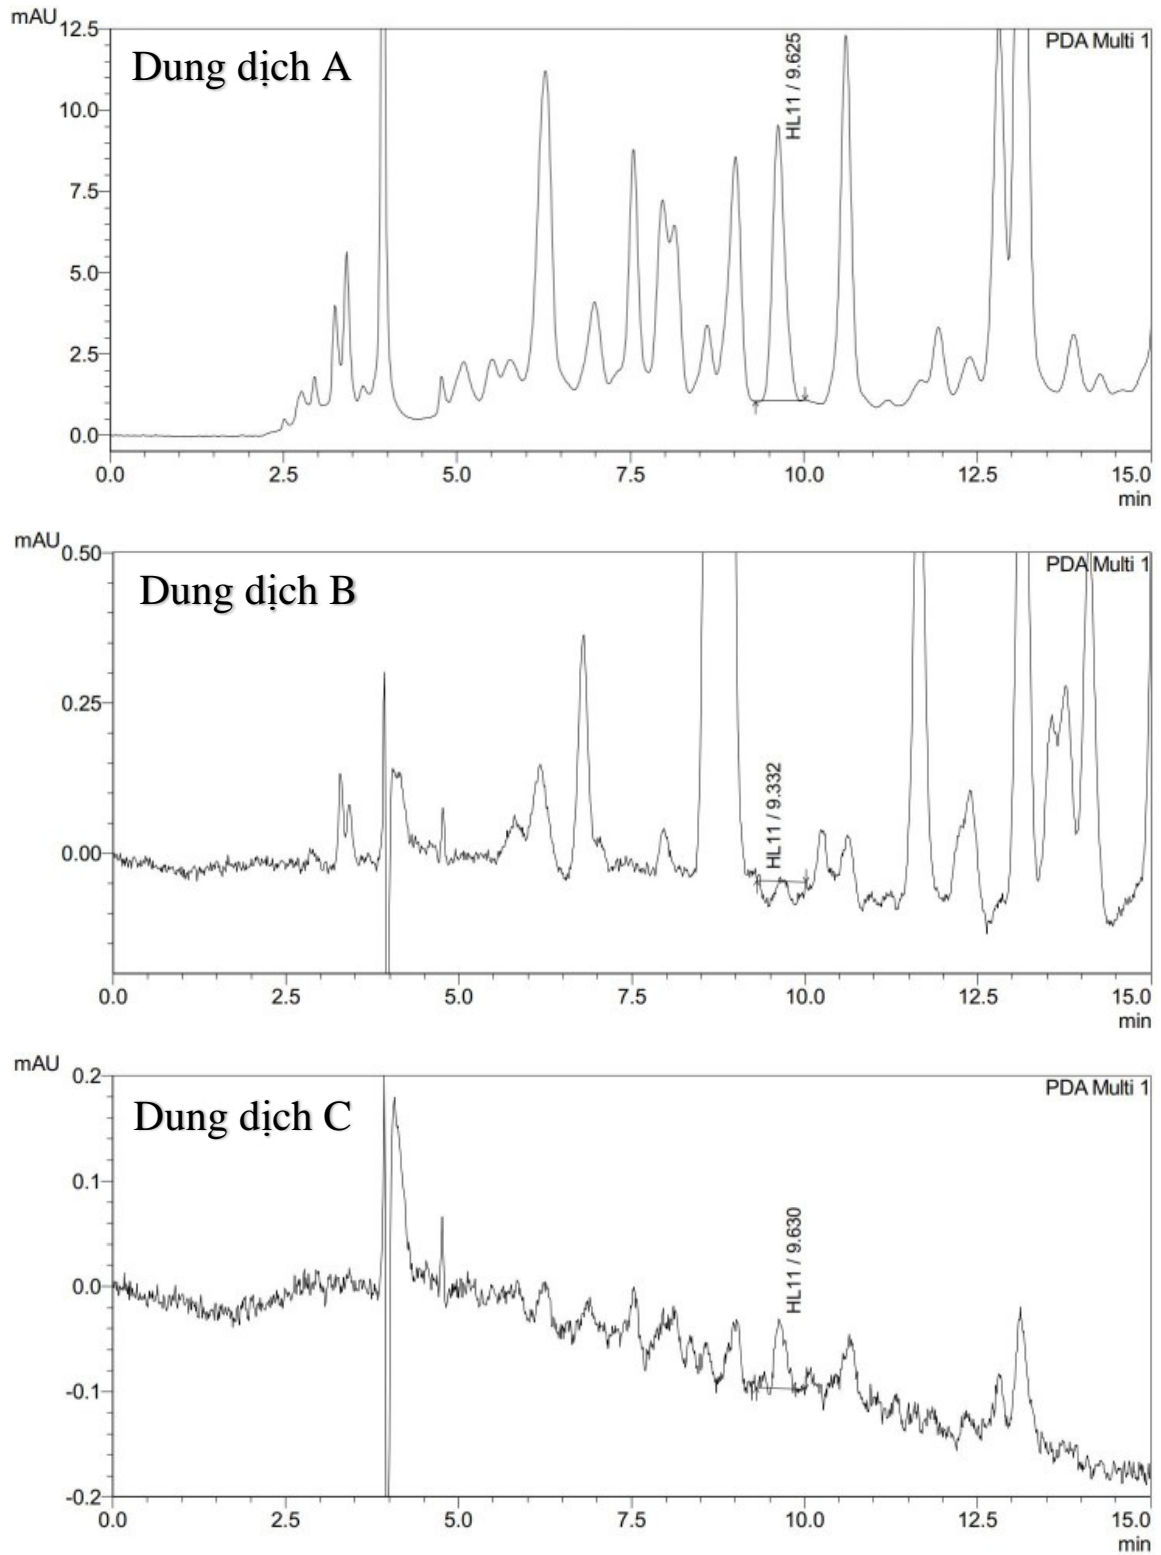 mAU
12.5
Dung dịch A
HL11 / 9.625
PDA Multi 1
10.0
7.5
5.0
2.5
0.0
0.0 2.5 5.0 7.5 10.0 12.5 15.0
min
mAU
0.50
Dung dịch B
PDA Multi 1
0.25
HL11 / 9.332
0.00
0.0 2.5 5.0 7.5 10.0 12.5 15.0
min
mAU
0.2
Dung dịch C
PDA Multi 1
0.1
HL11 / 9.630
0.0
-0.1
-0.2
0.0 2.5 5.0 7.5 10.0 12.5 15.0
min